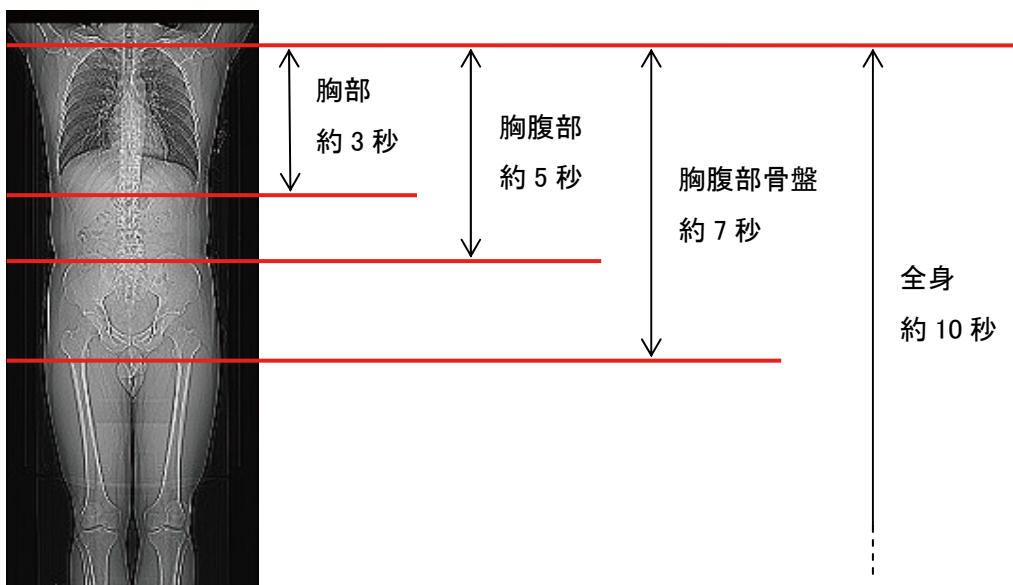 胸部
約 3 秒
胸腹部
約 5 秒
胸腹部骨盤
約 7 秒
全身
約 10 秒